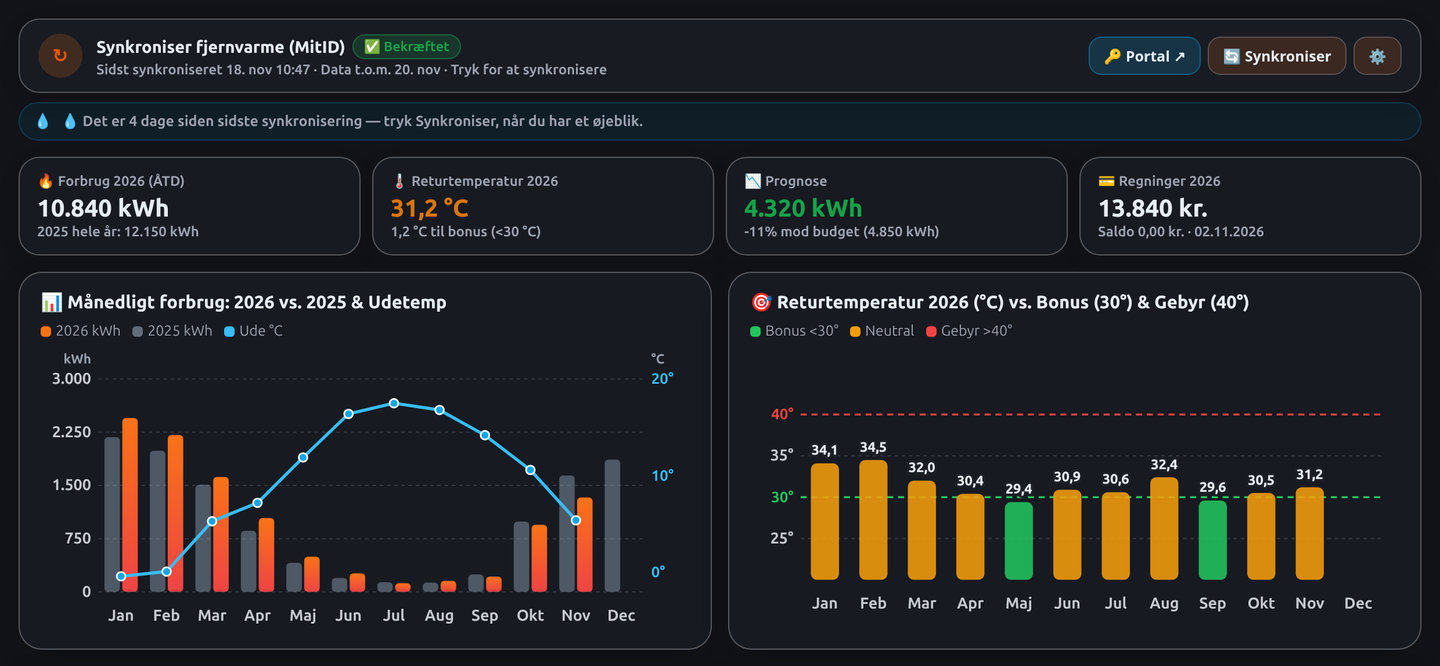 ↻ Synkroniser fjernvarme (MitID) ✅ Bekræftet
Sidst synkroniseret 18. nov 10:47 · Data t.o.m. 20. nov · Tryk for at synkronisere
🔑 Portal ↗
🔄 Synkroniser
⚙️
💧 💧 Det er 4 dage siden sidste synkronisering — tryk Synkroniser, når du har et øjeblik.
🔥 Forbrug 2026 (ÅTD)
10.840 kWh
2025 hele år: 12.150 kWh
🌡️ Returtemperatur 2026
31,2 °C
1,2 °C til bonus (<30 °C)
📉 Prognose
4.320 kWh
-11% mod budget (4.850 kWh)
💳 Regninger 2026
13.840 kr.
Saldo 0,00 kr. · 02.11.2026
📊 Månedligt forbrug: 2026 vs. 2025 & Udetemp
2026 kWh 2025 kWh Ude °C
kWh °C
3.000 20°
2.250
1.500 10°
750
0 0°
Jan Feb Mar Apr Maj Jun Jul Aug Sep Okt Nov Dec
🎯 Returtemperatur 2026 (°C) vs. Bonus (30°) & Gebyr (40°)
Bonus <30° Neutral Gebyr >40°
40°
35°
30°
25°
34,1 34,5 32,0 30,4 29,4 30,9 30,6 32,4 29,6 30,5 31,2
Jan Feb Mar Apr Maj Jun Jul Aug Sep Okt Nov Dec